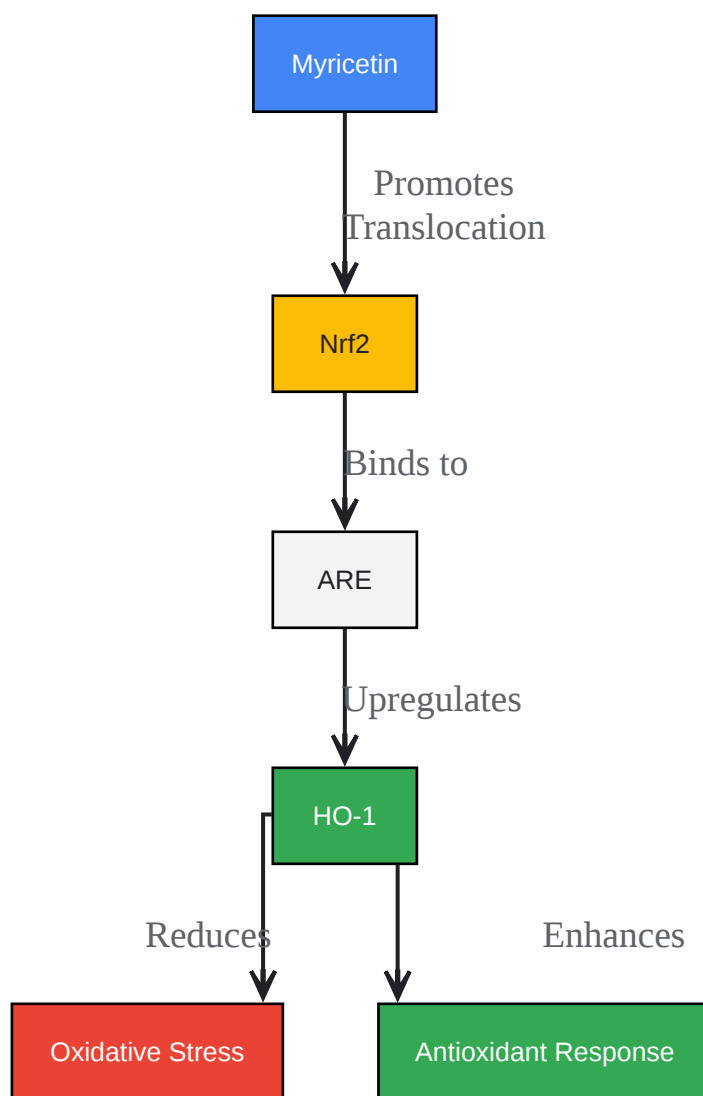 Myricetin
Promotes
Translocation
Nrf2
Binds to
ARE
Upregulates
HO-1
Reduces
Enhances
Oxidative Stress
Antioxidant Response